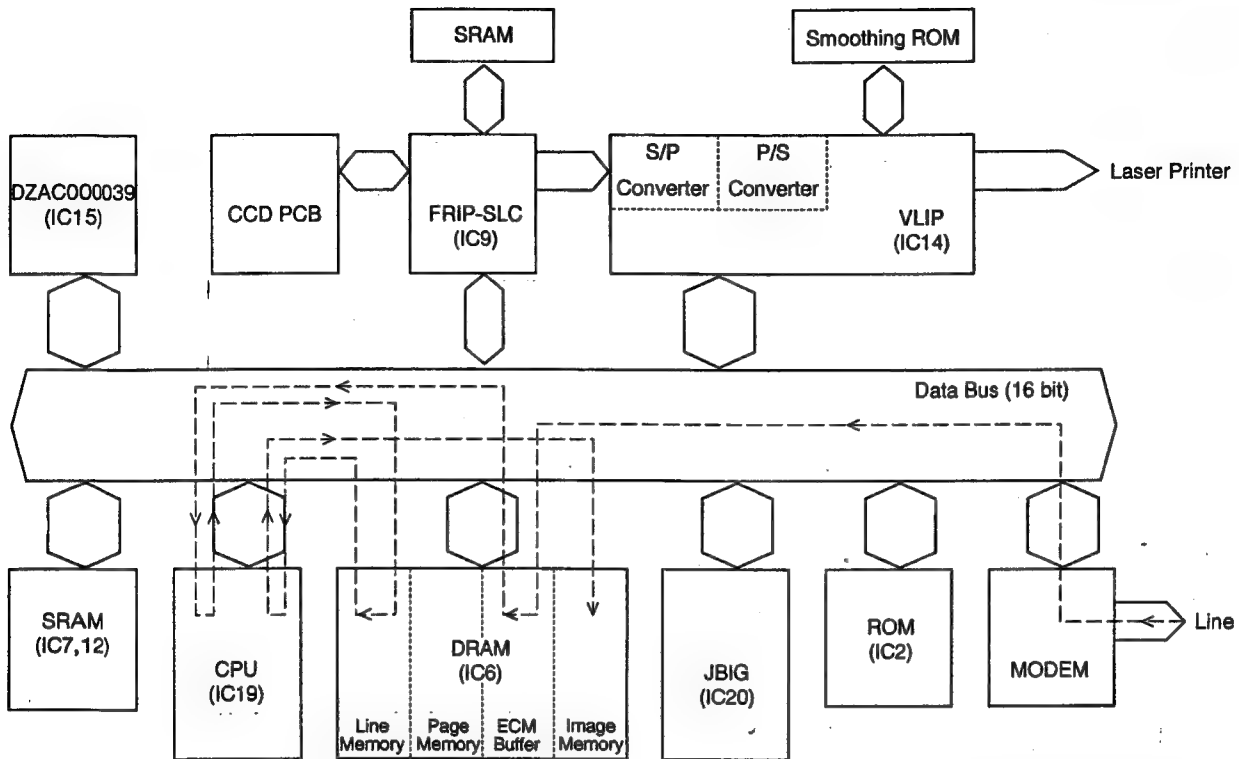 SRAM
Smoothing ROM
DZAC000039
(IC15)
CCD PCB
FRIP-SLC
(IC9)
S/P
Converter
P/S
Converter
VLIP
(IC14)
Laser Printer
Data Bus (16 bit)
SRAM
(IC7,12)
CPU
(IC19)
DRAM
(IC6)
Line
Memory
Page
Memory
ECM
Buffer
Image
Memory
JBIG
(IC20)
ROM
(IC2)
MODEM
Line